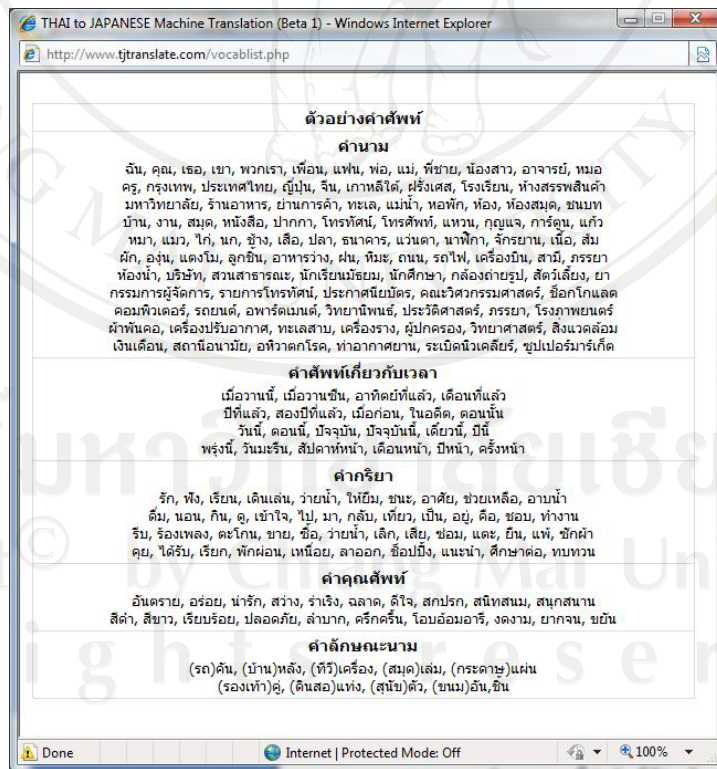 THAI to JAPANESE Machine Translation (Beta 1) - Windows Internet Explorer
http://www.tjtranslate.com/vocablist.php
ตัวอย่างคำศัพท์
คำนาม
ฉัน, คุณ, เธอ, เขา, พวกเรา, เพื่อน, แฟน, พ่อ, แม่, พี่ชาย, น้องสาว, อาจารย์, หมอ
ครู, กรุงเทพ, ประเทศไทย, ญี่ปุ่น, จีน, เกาหลีใต้, ฝรั่งเศส, โรงเรียน, ห้างสรรพสินค้า
มหาวิทยาลัย, ร้านอาหาร, ย่านการค้า, ทะเล, แม่น้ำ, หอพัก, ห้อง, ห้องสมุด, ชนบท
บ้าน, งาน, สมุด, หนังสือ, ปากกา, โทรทัศน์, โทรศัพท์, แหวน, กุญแจ, การ์ตูน, แก้ว
หมา, แมว, ไก่, นก, ช้าง, เสือ, ปลา, ธนาคาร, แว่นตา, นาฬิกา, จักรยาน, เนื้อ, ส้ม
ผัก, องุ่น, แตงโม, ลูกชิ้น, อาหารว่าง, ฝน, หิมะ, ถนน, รถไฟ, เครื่องบิน, สามี, ภรรยา
ห้องน้ำ, บริษัท, สวนสาธารณะ, นักเรียนมัธยม, นักศึกษา, กล้องถ่ายรูป, สัตว์เลี้ยง, ยา
กรรมการผู้จัดการ, รายการโทรทัศน์, ประกาศนียบัตร, คณะวิศวกรรมศาสตร์, ช็อกโกแลต
คอมพิวเตอร์, รถยนต์, อพาร์ตเมนต์, วิทยานิพนธ์, ประวัติศาสตร์, ภรรยา, โรงภาพยนตร์
ผ้าพันคอ, เครื่องปรับอากาศ, ทะเลสาบ, เครื่องราง, ผู้ปกครอง, วิทยาศาสตร์, สิ่งแวดล้อม
เงินเดือน, สถานีอนามัย, อหิวาตกโรค, ท่าอากาศยาน, ระเบิดนิวเคลียร์, ซูปเปอร์มาร์เก็ต
คำศัพท์เกี่ยวกับเวลา
เมื่อวานนี้, เมื่อวานซืน, อาทิตย์ที่แล้ว, เดือนที่แล้ว
ปีที่แล้ว, สองปีที่แล้ว, เมื่อก่อน, ในอดีต, ตอนนั้น
วันนี้, ตอนนี้, ปัจจุบัน, ปัจจุบันนี้, เดี๋ยวนี้, ปีนี้
พรุ่งนี้, วันมะรืน, สัปดาห์หน้า, เดือนหน้า, ปีหน้า, ครั้งหน้า
คำกริยา
รัก, ฟัง, เรียน, เดินเล่น, ว่ายน้ำ, ให้ยืม, ชนะ, อาศัย, ช่วยเหลือ, อาบน้ำ
ดื่ม, นอน, กิน, ดู, เข้าใจ, ไป, มา, กลับ, เที่ยว, เป็น, อยู่, คือ, ชอบ, ทำงาน
รีบ, ร้องเพลง, ตะโกน, ขาย, ซื้อ, ว่ายน้ำ, เลิก, เสีย, ซ่อม, แตะ, ยืน, แพ้, ซักผ้า
คุย, ได้รับ, เรียก, พักผ่อน, เหนื่อย, ลาออก, ช็อปปิ้ง, แนะนำ, ศึกษาต่อ, ทบทวน
คำคุณศัพท์
อันตราย, อร่อย, น่ารัก, สว่าง, ร่าเริง, ฉลาด, ดีใจ, สกปรก, สนิทสนม, สนุกสนาน
สีดำ, สีขาว, เรียบร้อย, ปลอดภัย, ลำบาก, ครึกครื้น, โอบอ้อมอารี, งดงาม, ยากจน, ขยัน
คำลักษณะนาม
(รถ)คัน, (บ้าน)หลัง, (ทีวี)เครื่อง, (สมุด)เล่ม, (กระดาษ)แผ่น
(รองเท้า)คู่, (ดินสอ)แท่ง, (สุนัข)ตัว, (ขนม)อัน,ชิ้น
Done
Internet | Protected Mode: Off
100%